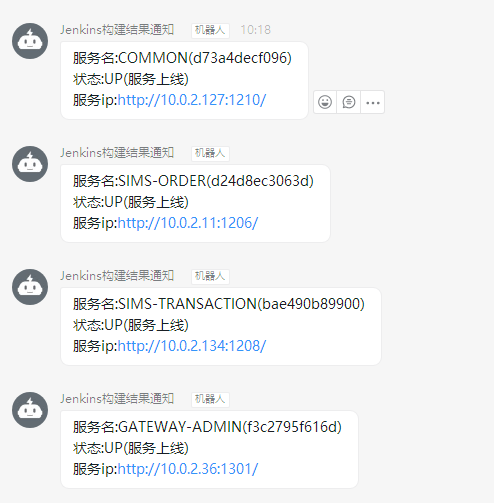 Jenkins构建结果通知 机器人 10:18
服务名:COMMON(d73a4decf096)
状态:UP(服务上线)
服务ip:http://10.0.2.127:1210/
Jenkins构建结果通知 机器人
服务名:SIMS-ORDER(d24d8ec3063d)
状态:UP(服务上线)
服务ip:http://10.0.2.11:1206/
Jenkins构建结果通知 机器人
服务名:SIMS-TRANSACTION(bae490b89900)
状态:UP(服务上线)
服务ip:http://10.0.2.134:1208/
Jenkins构建结果通知 机器人
服务名:GATEWAY-ADMIN(f3c2795f616d)
状态:UP(服务上线)
服务ip:http://10.0.2.36:1301/